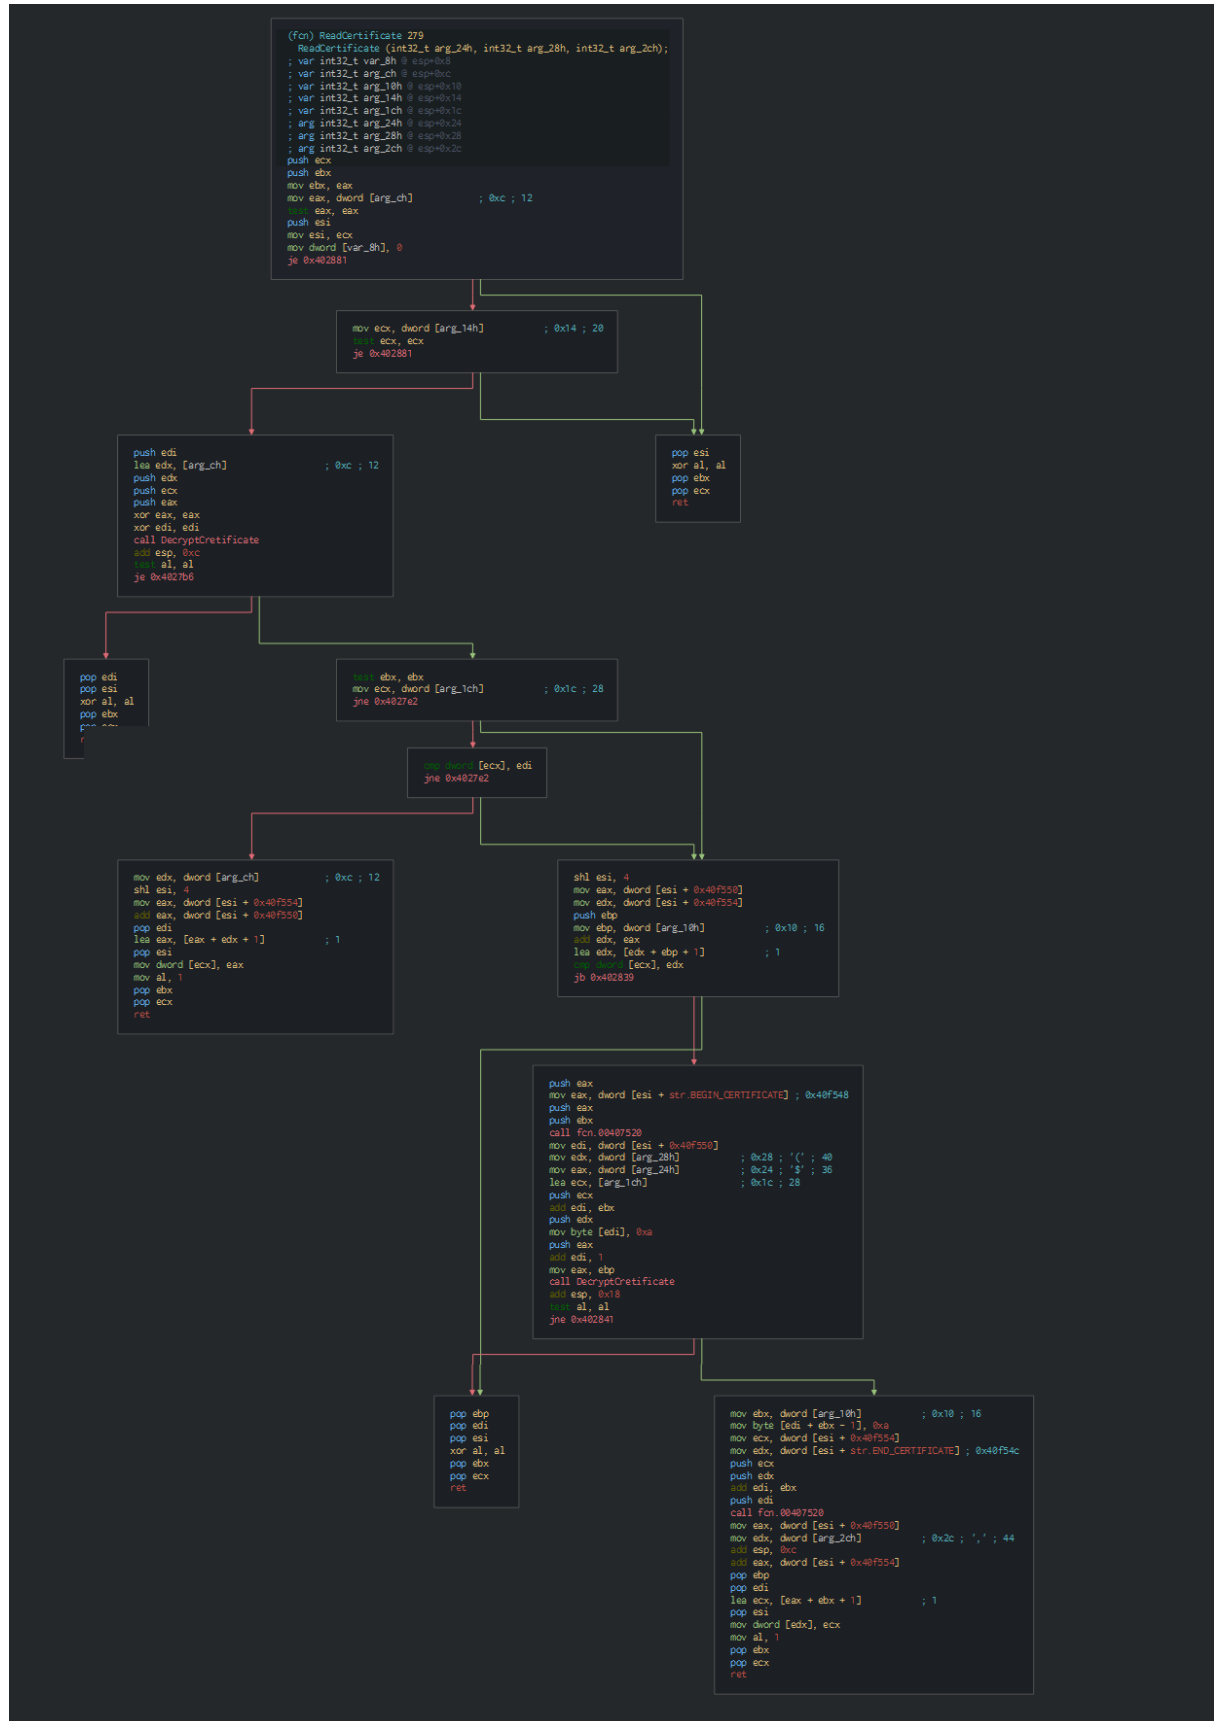 (fcn) ReadCertificate 279
ReadCertificate (int32_t arg_24h, int32_t arg_28h, int32_t arg_2ch);
; var int32_t var_8h @ esp+0x8
; var int32_t arg_ch @ esp+0xc
; var int32_t arg_10h @ esp+0x10
; var int32_t arg_14h @ esp+0x14
; var int32_t arg_1ch @ esp+0x1c
; arg int32_t arg_24h @ esp+0x24
; arg int32_t arg_28h @ esp+0x28
; arg int32_t arg_2ch @ esp+0x2c
push ecx
push ebx
mov ebx, eax
mov eax, dword [arg_ch] ; 0xc ; 12
test eax, eax
push esi
mov esi, ecx
mov dword [var_8h], 0
je 0x402881
mov ecx, dword [arg_14h] ; 0x14 ; 20
test ecx, ecx
je 0x402881
push edi
lea edx, [arg_ch] ; 0xc ; 12
push edx
push ecx
push eax
xor eax, eax
xor edi, edi
call DecryptCretificate
add esp, 0xc
test al, al
je 0x4027b6
pop esi
xor al, al
pop ebx
pop ecx
ret
pop edi
pop esi
xor al, al
pop ebx
test ebx, ebx
mov ecx, dword [arg_1ch] ; 0x1c ; 28
jne 0x4027e2
cmp dword [ecx], edi
jne 0x4027e2
mov edx, dword [arg_ch] ; 0xc ; 12
shl esi, 4
mov eax, dword [esi + 0x40f554]
add eax, dword [esi + 0x40f550]
pop edi
lea eax, [eax + edx + 1] ; 1
pop esi
mov dword [ecx], eax
mov al, 1
pop ebx
pop ecx
ret
shl esi, 4
mov eax, dword [esi + 0x40f550]
mov edx, dword [esi + 0x40f554]
push ebp
mov ebp, dword [arg_10h] ; 0x10 ; 16
add edx, eax
lea edx, [edx + ebp + 1] ; 1
cmp dword [ecx], edx
jb 0x402839
push eax
mov eax, dword [esi + str.BEGIN_CERTIFICATE] ; 0x40f548
push eax
push ebx
call fcn.00407520
mov edi, dword [esi + 0x40f550]
mov edx, dword [arg_28h] ; 0x28 ; '(' ; 40
mov eax, dword [arg_24h] ; 0x24 ; '$' ; 36
lea ecx, [arg_1ch] ; 0x1c ; 28
push ecx
add edi, ebx
push edx
mov byte [edi], 0xa
push eax
add edi, 1
mov eax, ebp
call DecryptCretificate
add esp, 0x18
test al, al
jne 0x402841
pop ebp
pop edi
pop esi
xor al, al
pop ebx
pop ecx
ret
mov ebx, dword [arg_10h] ; 0x10 ; 16
mov byte [edi + ebx - 1], 0xa
mov ecx, dword [esi + 0x40f554]
mov edx, dword [esi + str.END_CERTIFICATE] ; 0x40f54c
push ecx
push edx
add edi, ebx
push edi
call fcn.00407520
mov eax, dword [esi + 0x40f550]
mov edx, dword [arg_2ch] ; 0x2c ; ',' ; 44
add esp, 0xc
add eax, dword [esi + 0x40f554]
pop ebp
pop edi
lea ecx, [eax + ebx + 1] ; 1
pop esi
mov dword [edx], ecx
mov al, 1
pop ebx
pop ecx
ret